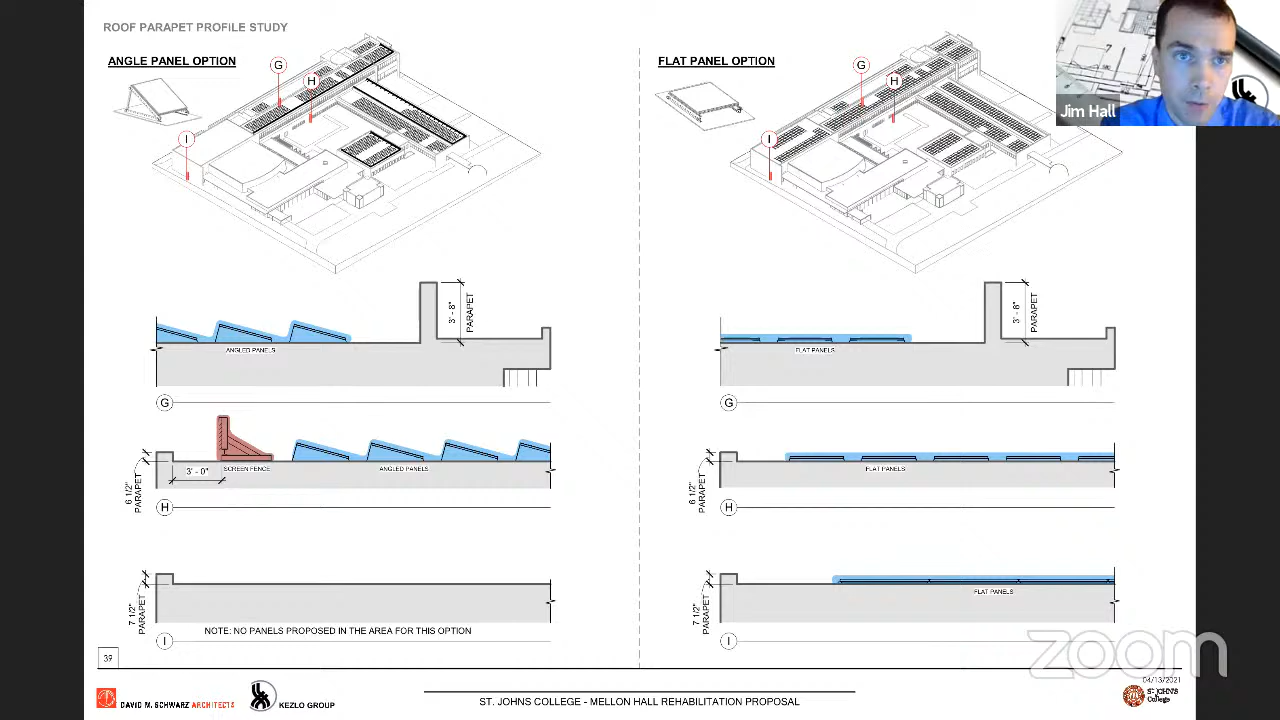 ROOF PARAPET PROFILE STUDY
ANGLE PANEL OPTION
G
H
I
FLAT PANEL OPTION
G
H
I
Jim Hall
3' - 8"
PARAPET
ANGLED PANELS
G
3' - 8"
PARAPET
FLAT PANELS
G
6 1/2"
PARAPET
3' - 0"
SCREEN FENCE
ANGLED PANELS
H
6 1/2"
PARAPET
FLAT PANELS
H
7 1/2"
PARAPET
NOTE: NO PANELS PROPOSED IN THE AREA FOR THIS OPTION
I
7 1/2"
PARAPET
FLAT PANELS
I
zoom
39
04/13/2021
DAVID M. SCHWARZ ARCHITECTS
KEZLO GROUP
ST. JOHNS COLLEGE - MELLON HALL REHABILITATION PROPOSAL
ST JOHN'S
College